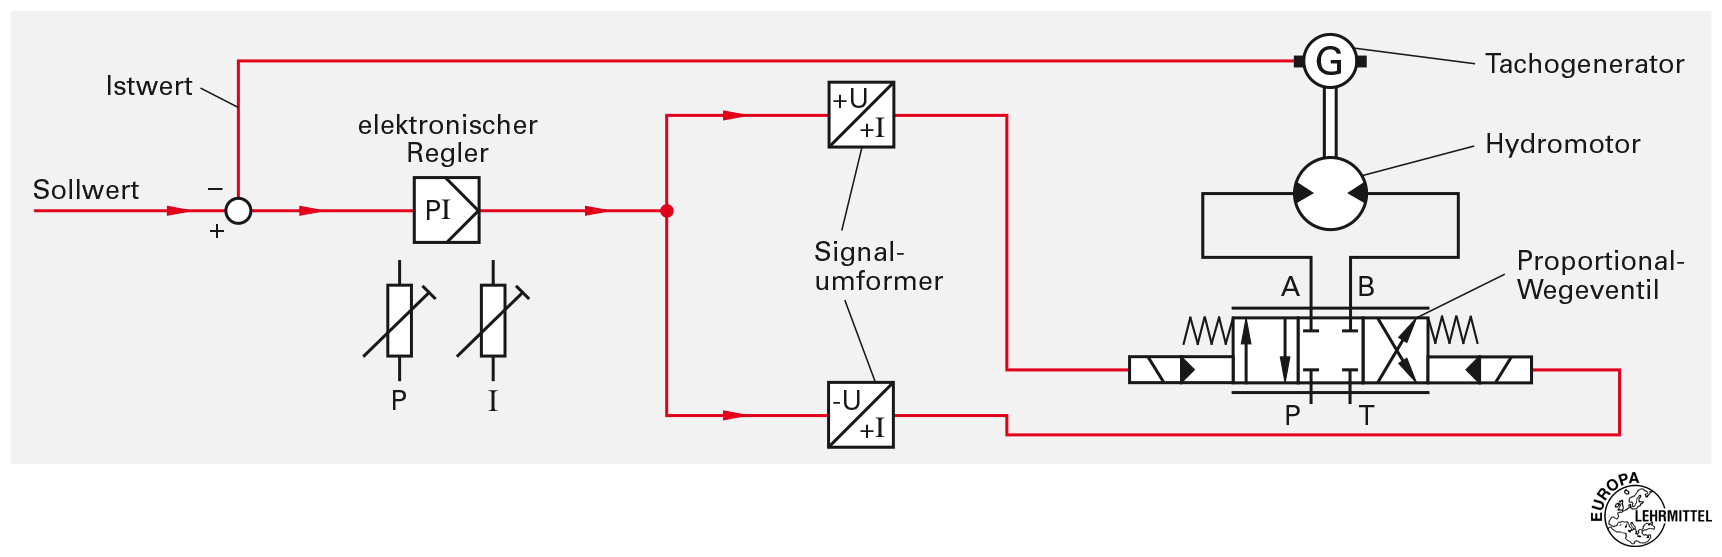 Istwert
Sollwert
−
+
elektronischer
Regler
PI
P
I
+U
+I
Signal-
umformer
-U
+I
G
Tachogenerator
Hydromotor
Proportional-
Wegeventil
A
B
P
T
EUROPA
LEHRMITTEL